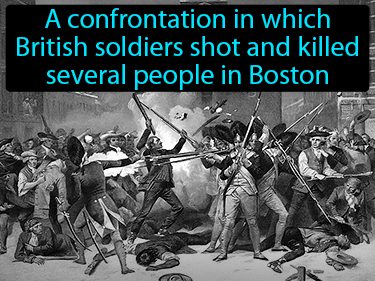 A confrontation in which
British soldiers shot and killed
several people in Boston